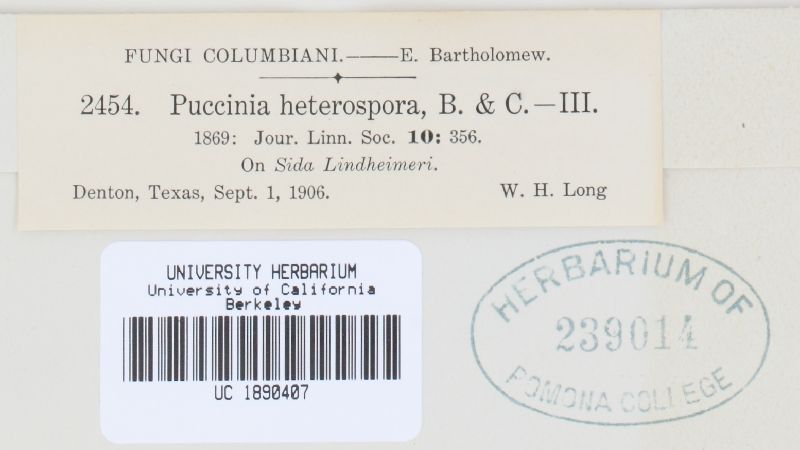 FUNGI COLUMBIANI.——E. Bartholomew.
2454. Puccinia heterospora, B. & C.—III.
1869: Jour. Linn. Soc. 10: 356.
On Sida Lindheimeri.
Denton, Texas, Sept. 1, 1906. W. H. Long
UNIVERSITY HERBARIUM
University of California
Berkeley
UC 1890407
HERBARIUM OF
239014
POMONA COLLEGE